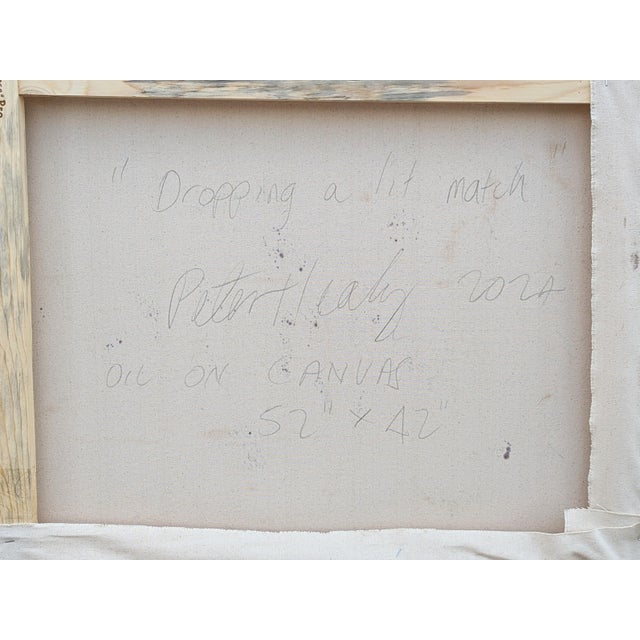 "Dropping a lit match"
Peter Healy 2024
OIL ON CANVAS
52" x 42"